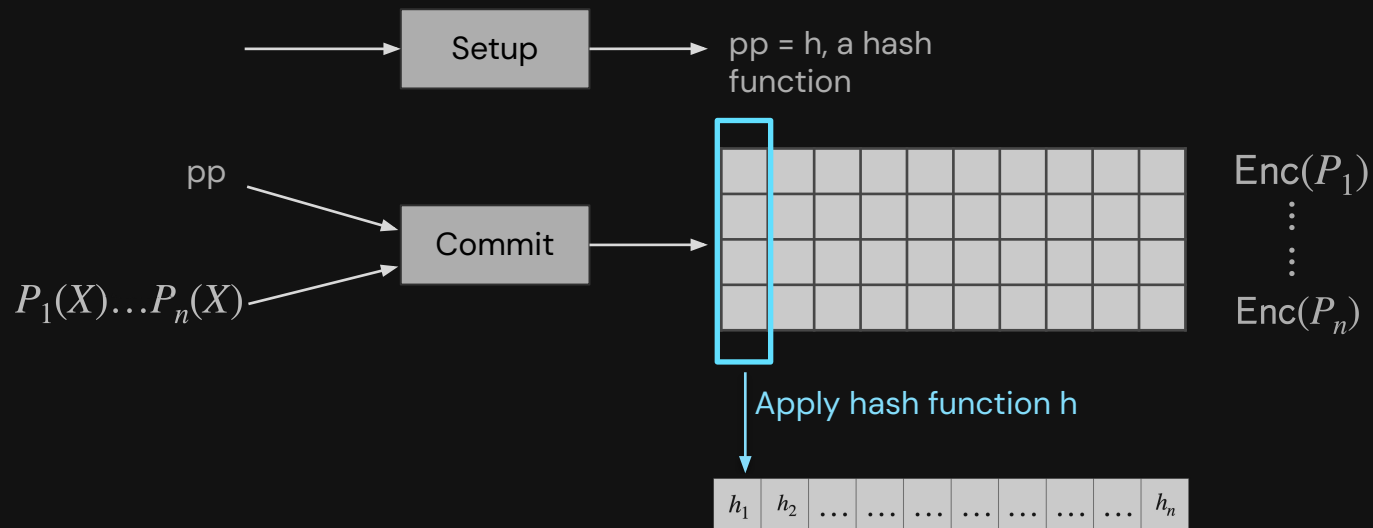 Setup
pp = h, a hash
function
pp
Commit
P₁(X)…Pₙ(X)
Enc(P₁)
⋮
⋮
Enc(Pₙ)
Apply hash function h
h₁ h₂ … … … … … … … hₙ